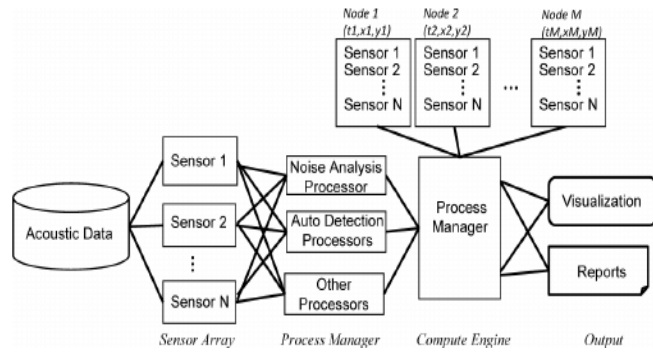 Node 1
(t1,x1,y1)
Node 2
(t2,x2,y2)
Node M
(tM,xM,yM)
Sensor 1
Sensor 2
Sensor N
Sensor 1
Sensor 2
Sensor N
...
Sensor 1
Sensor 2
Sensor N
Acoustic Data
Sensor 1
Sensor 2
Sensor N
Noise Analysis
Processor
Auto Detection
Processors
Other
Processors
Process
Manager
Visualization
Reports
Sensor Array
Process Manager
Compute Engine
Output